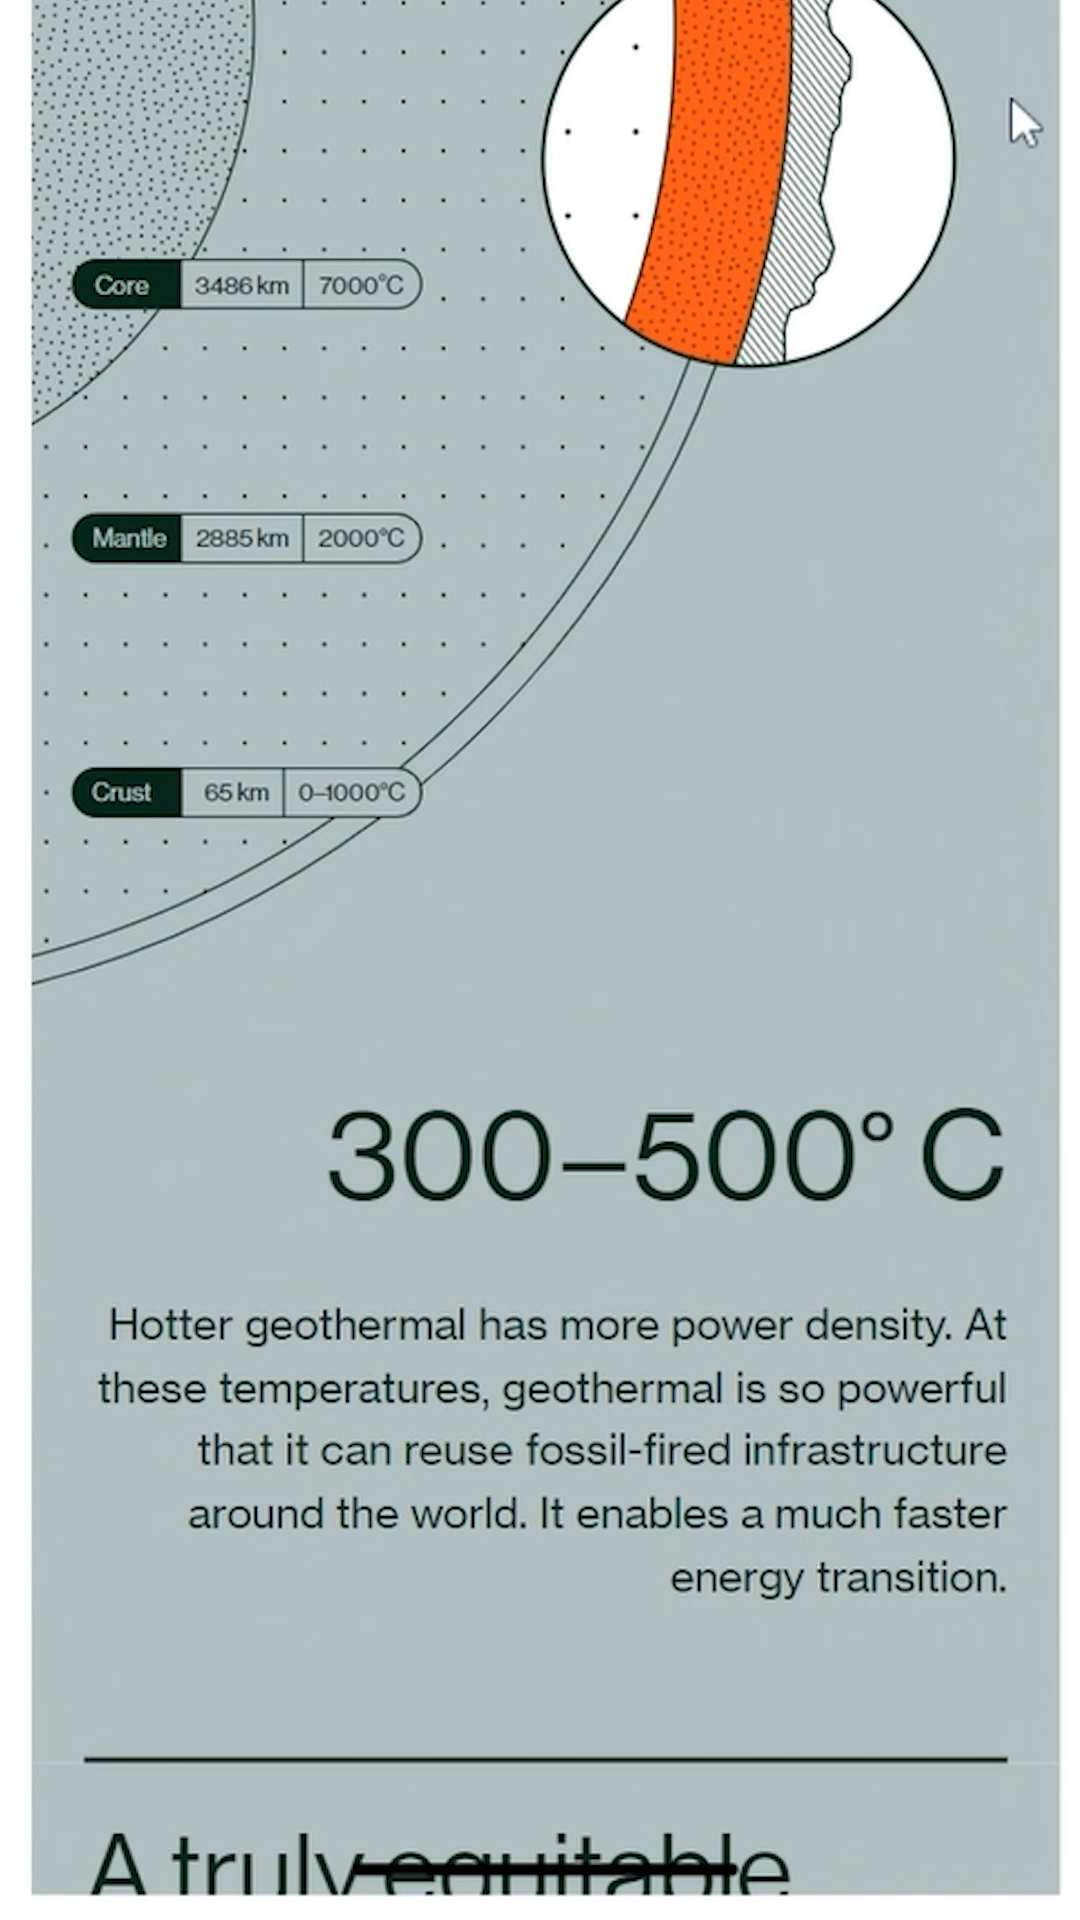 Core 3486 km 7000°C
Mantle 2885 km 2000°C
Crust 65 km 0–1000°C
300–500° C
Hotter geothermal has more power density. At
these temperatures, geothermal is so powerful
that it can reuse fossil-fired infrastructure
around the world. It enables a much faster
energy transition.
A truly equitable